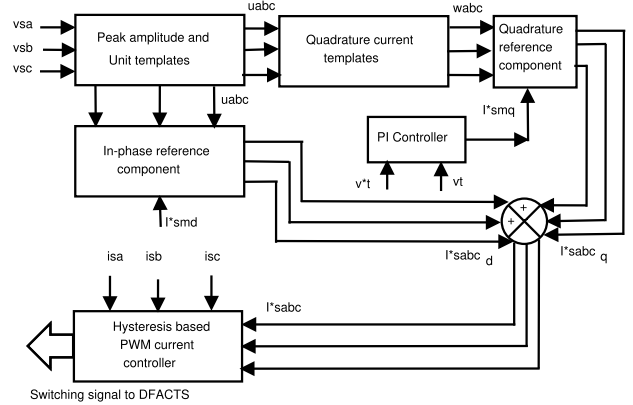 uabc
wabc
vsa
vsb
vsc
Peak amplitude and
Unit templates
Quadrature current
templates
Quadrature
reference
component
uabc
I*smq
PI Controller
In-phase reference
component
v*t
vt
I*smd
+
+
I*sabc d
I*sabc q
isa
isb
isc
I*sabc
Hysteresis based
PWM current
controller
Switching signal to DFACTS